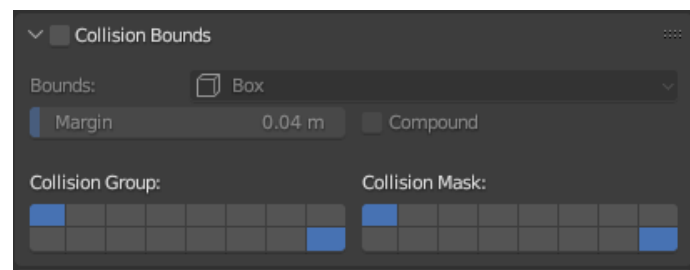 Collision Bounds
Bounds: Box
Margin 0.04 m Compound
Collision Group: Collision Mask: